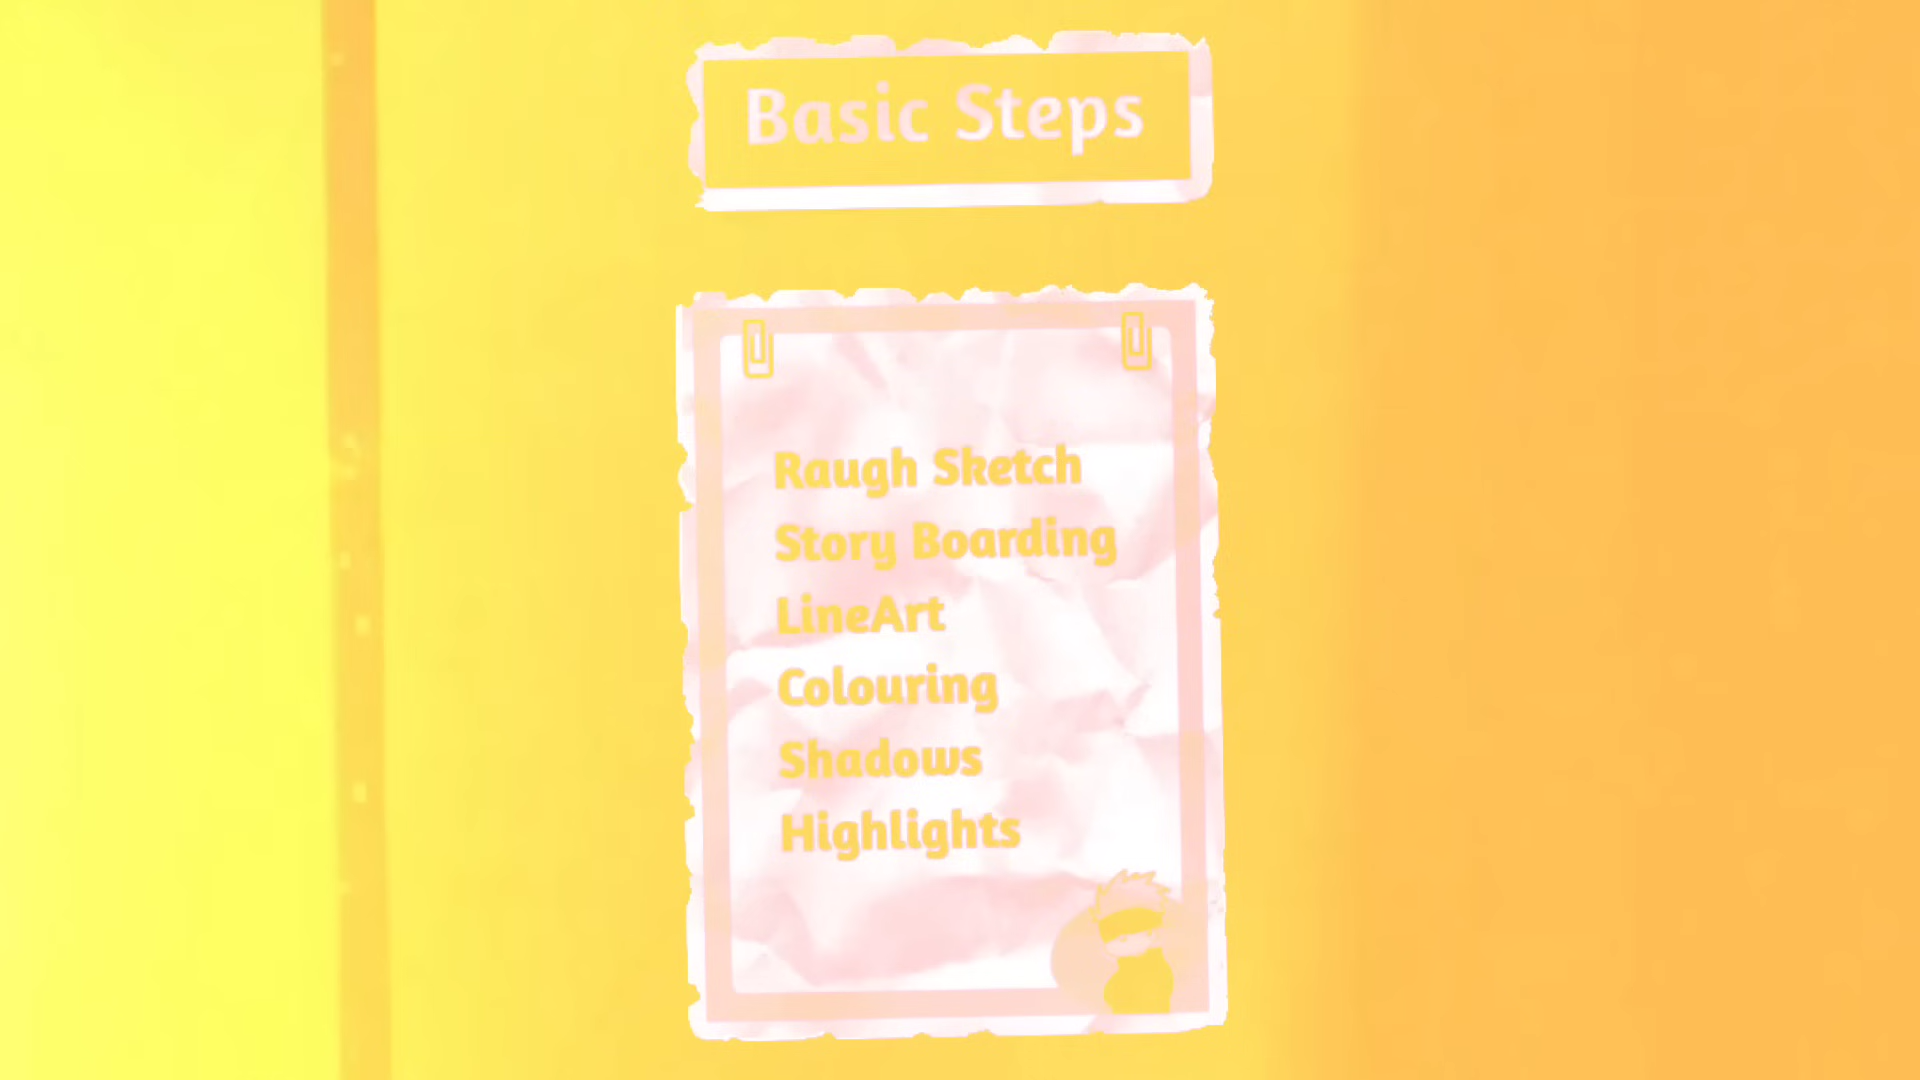 Basic Steps
Raugh Sketch
Story Boarding
LineArt
Colouring
Shadows
Highlights